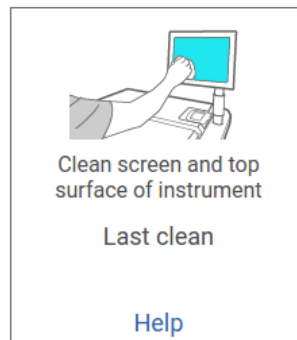 Clean screen and top
surface of instrument
Last clean
Help